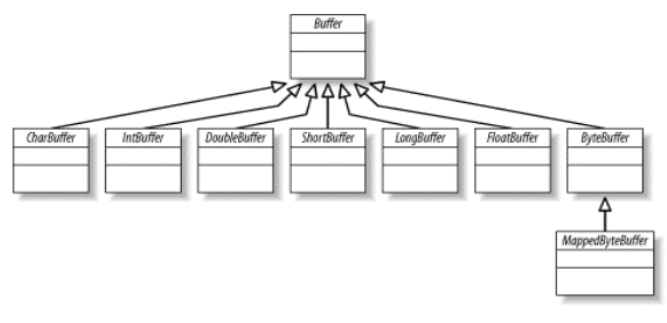 Buffer
CharBuffer
IntBuffer
DoubleBuffer
ShortBuffer
LongBuffer
FloatBuffer
ByteBuffer
MappedByteBuffer